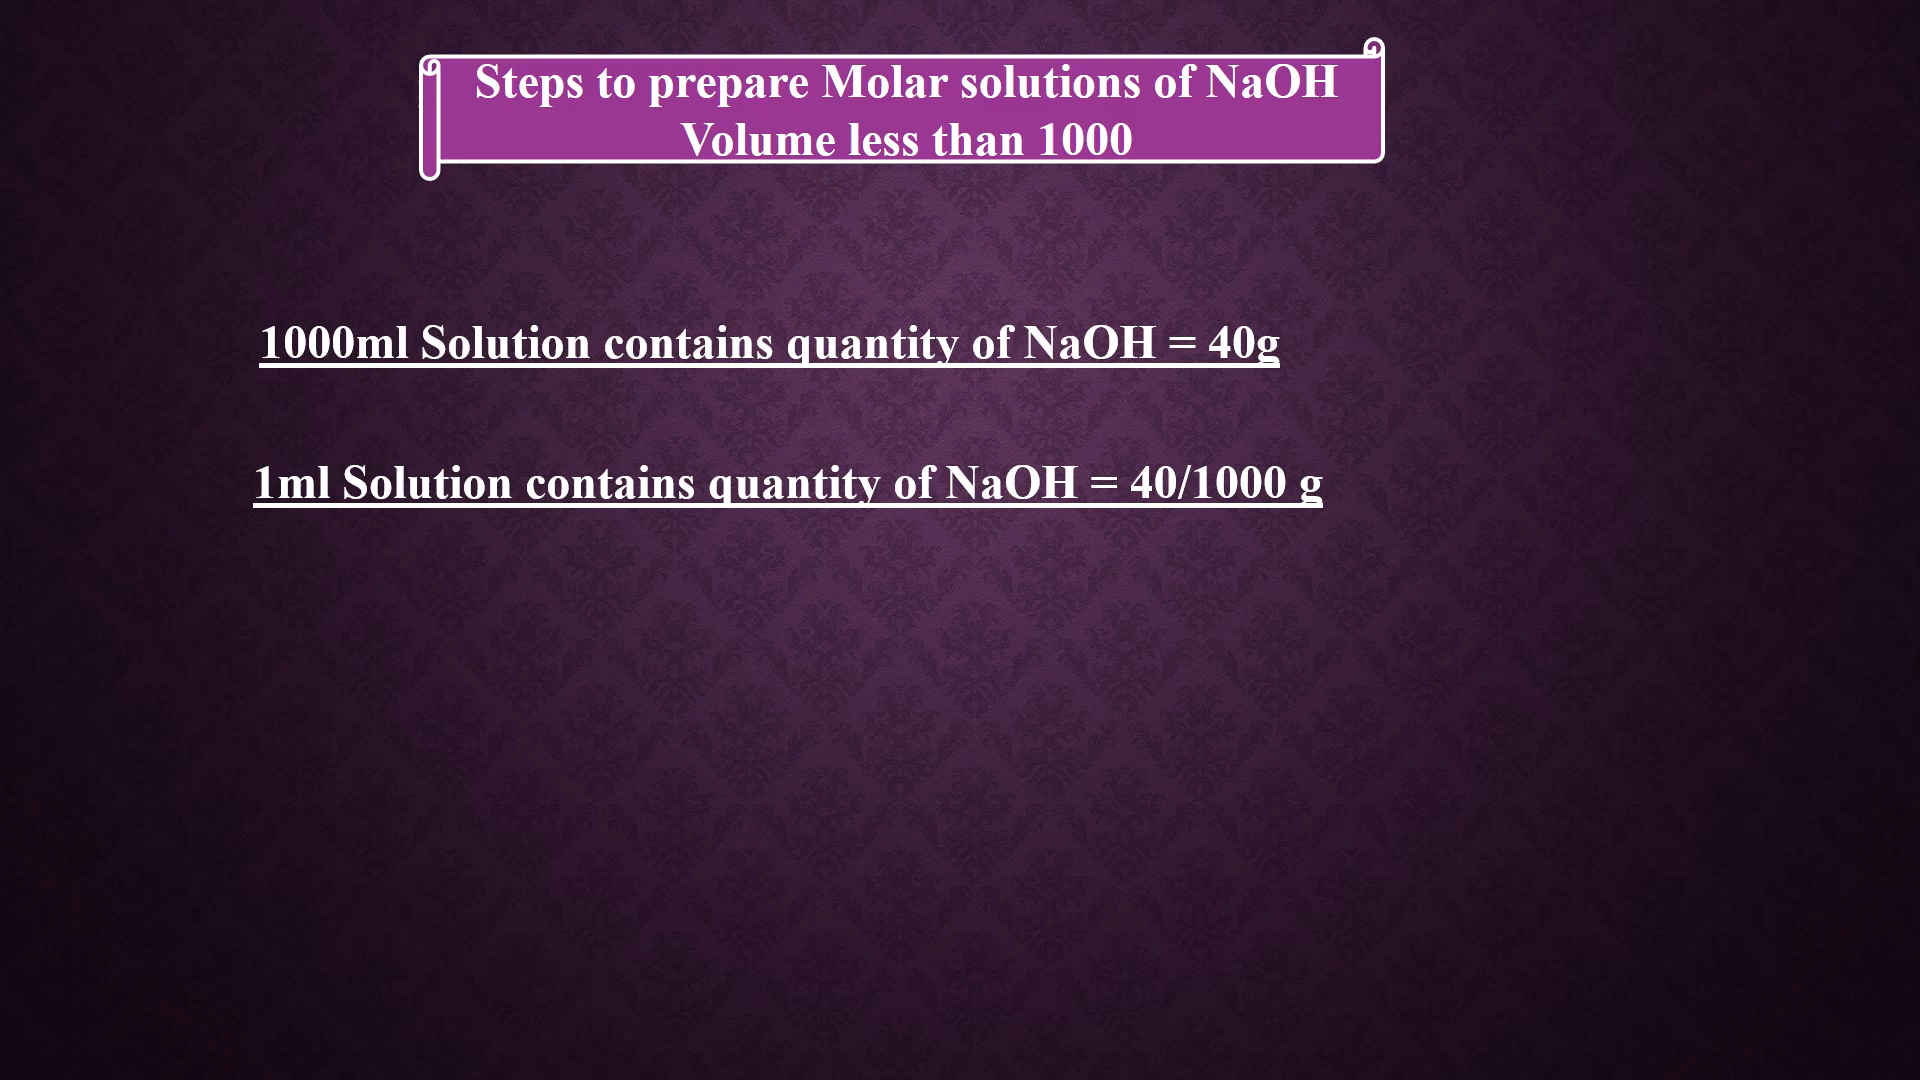 Steps to prepare Molar solutions of NaOH
Volume less than 1000
1000ml Solution contains quantity of NaOH = 40g
1ml Solution contains quantity of NaOH = 40/1000 g